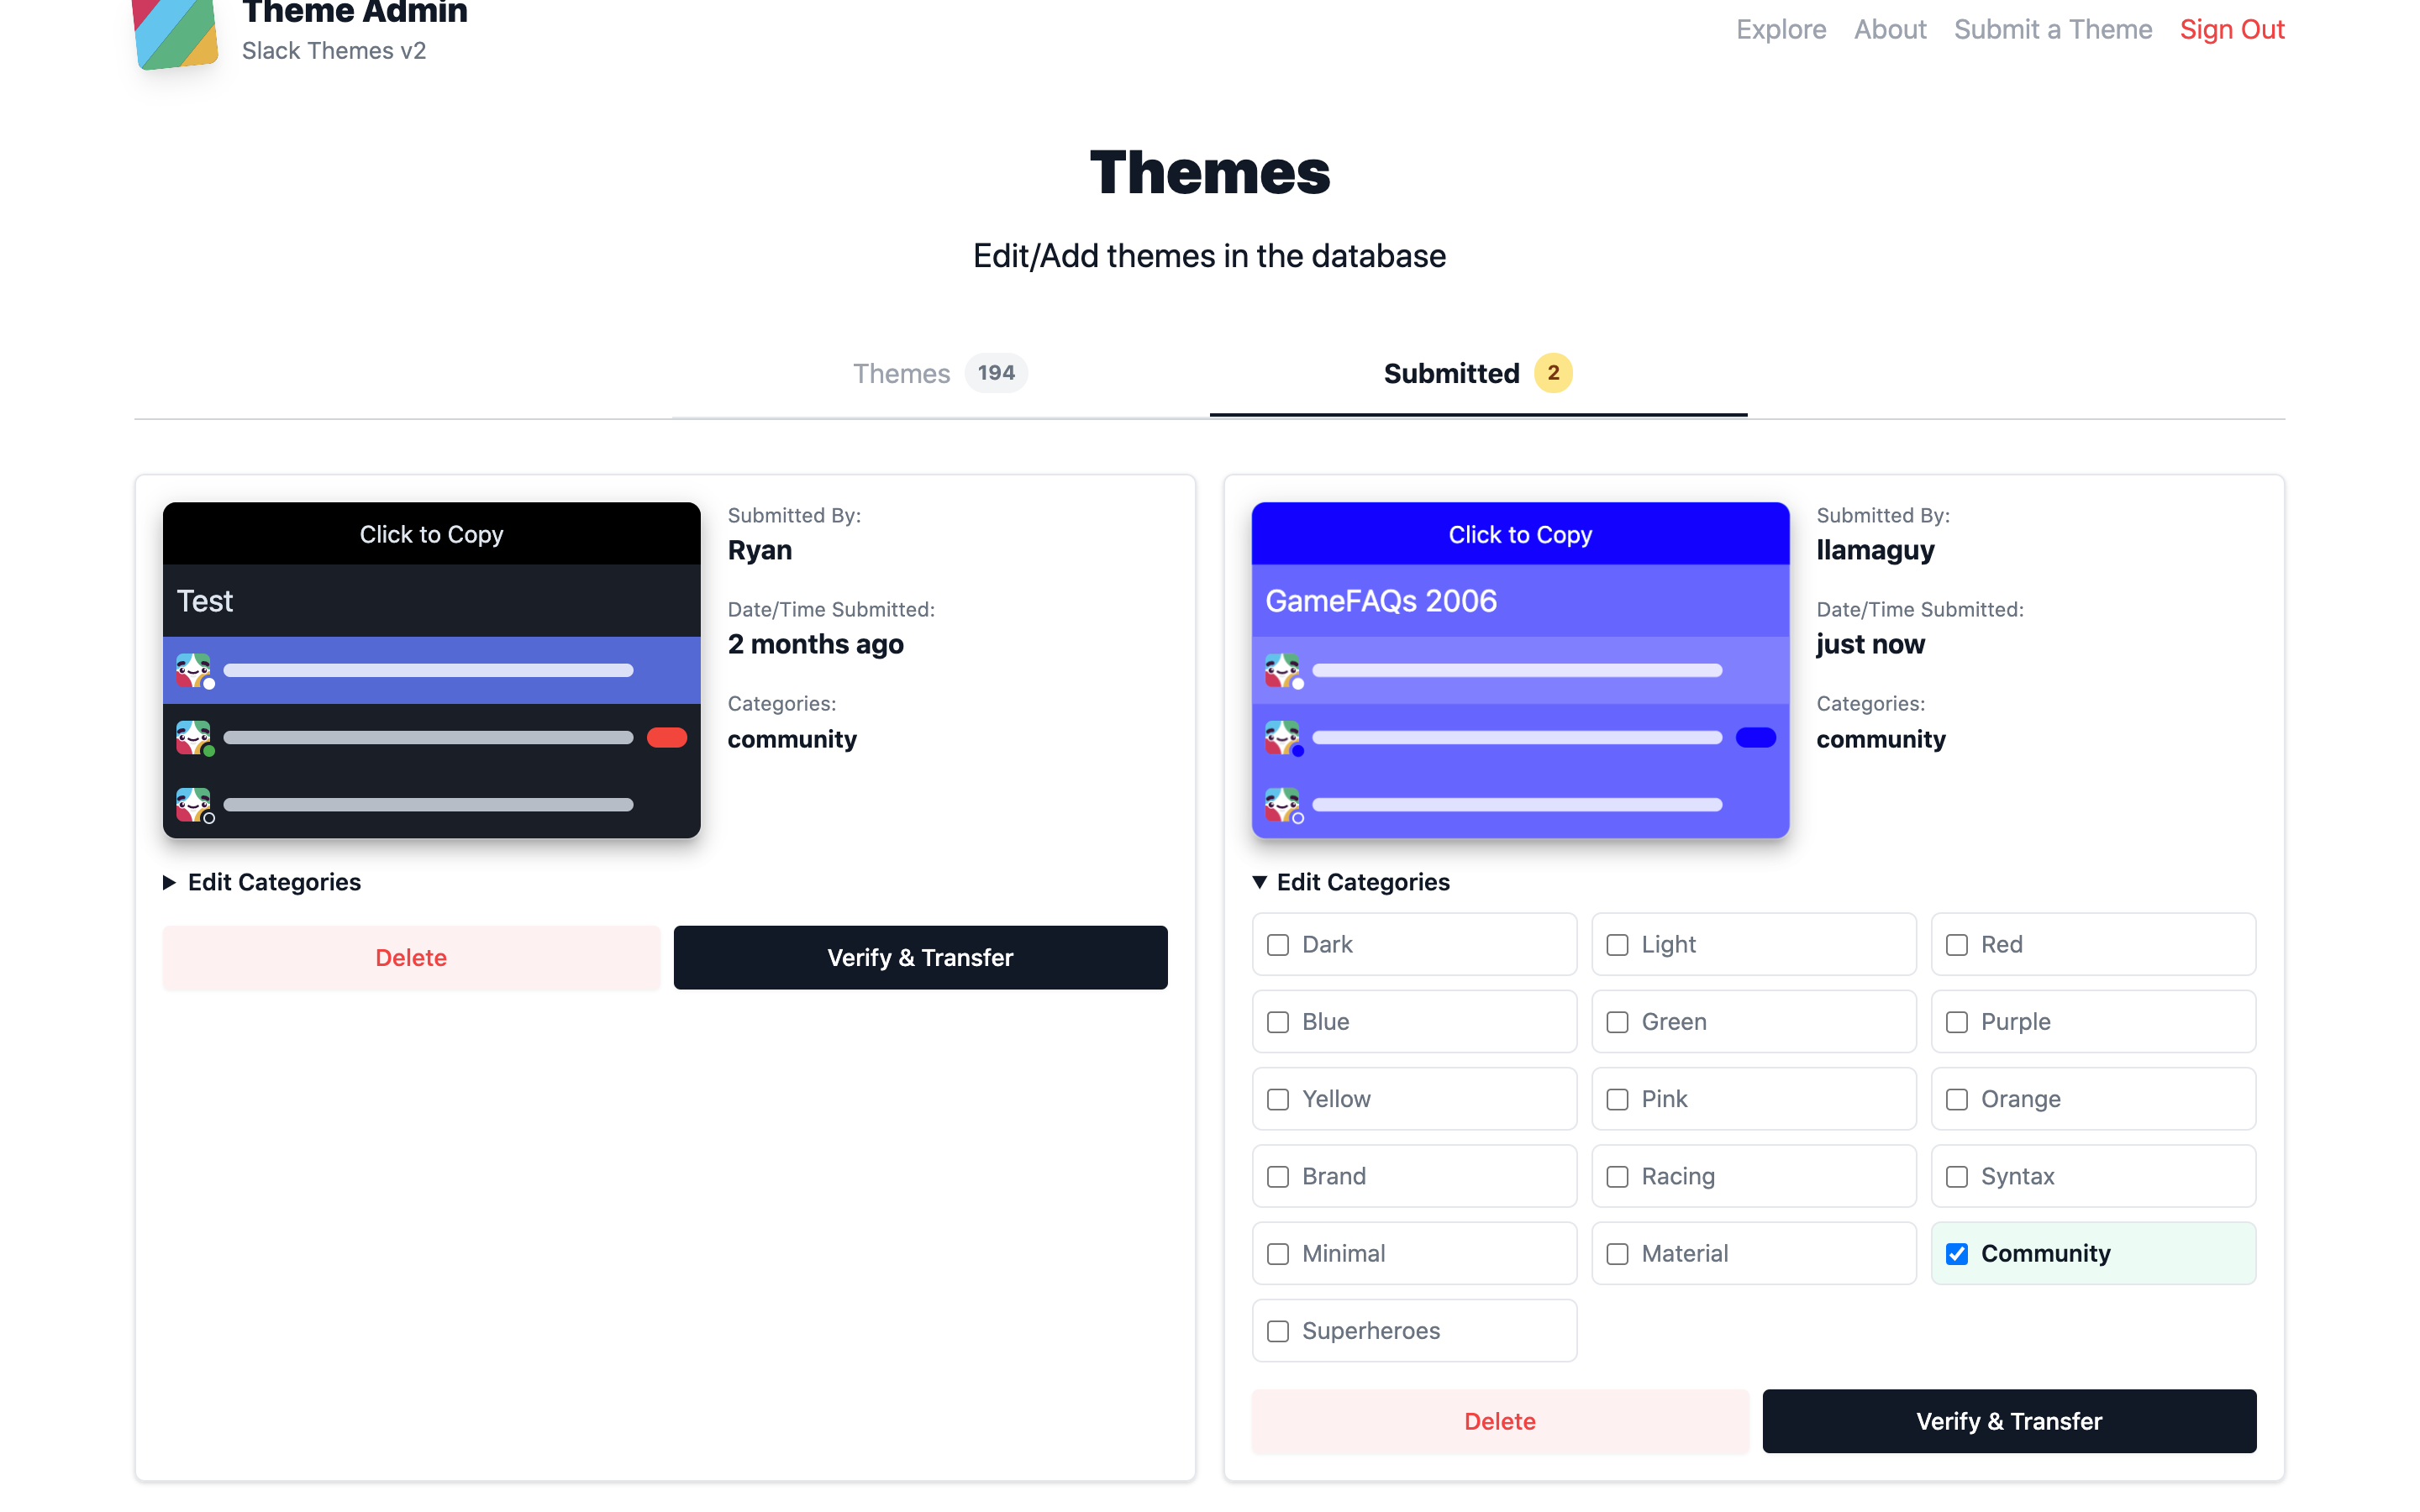 Theme Admin
Slack Themes v2
Explore About Submit a Theme Sign Out
Themes
Edit/Add themes in the database
Themes 194
Submitted 2
Click to Copy
Test
Submitted By:
Ryan
Date/Time Submitted:
2 months ago
Categories:
community
Edit Categories
Delete
Verify & Transfer
Click to Copy
GameFAQs 2006
Submitted By:
llamaguy
Date/Time Submitted:
just now
Categories:
community
Edit Categories
Dark
Light
Red
Blue
Green
Purple
Yellow
Pink
Orange
Brand
Racing
Syntax
Minimal
Material
Community
Superheroes
Delete
Verify & Transfer